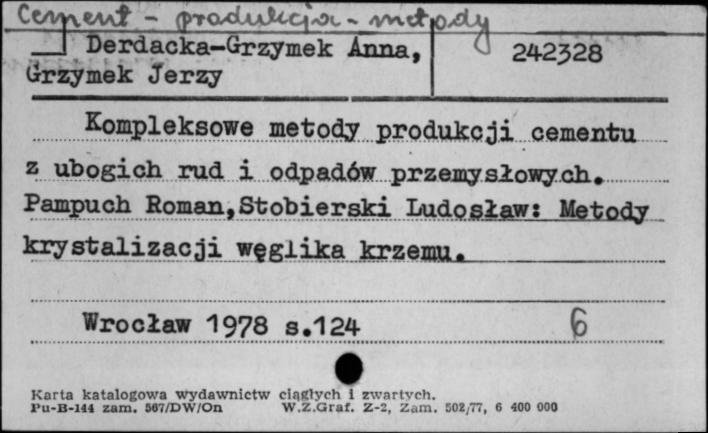 Cement - produkcja - metody
Derdacka-Grzymek Anna, 242328
Grzymek Jerzy
Kompleksowe metody produkcji cementu
z ubogich rud i odpadów przemysłowych.
Pampuch Roman,Stobierski Ludosław: Metody
krystalizacji węglika krzemu.
Wrocław 1978 s.124 6
Karta katalogowa wydawnictw ciągłych i zwartych.
Pu-B-144 zam. 567/DW/On W.Z.Graf. Z-2, Zam. 502/77, 6 400 000